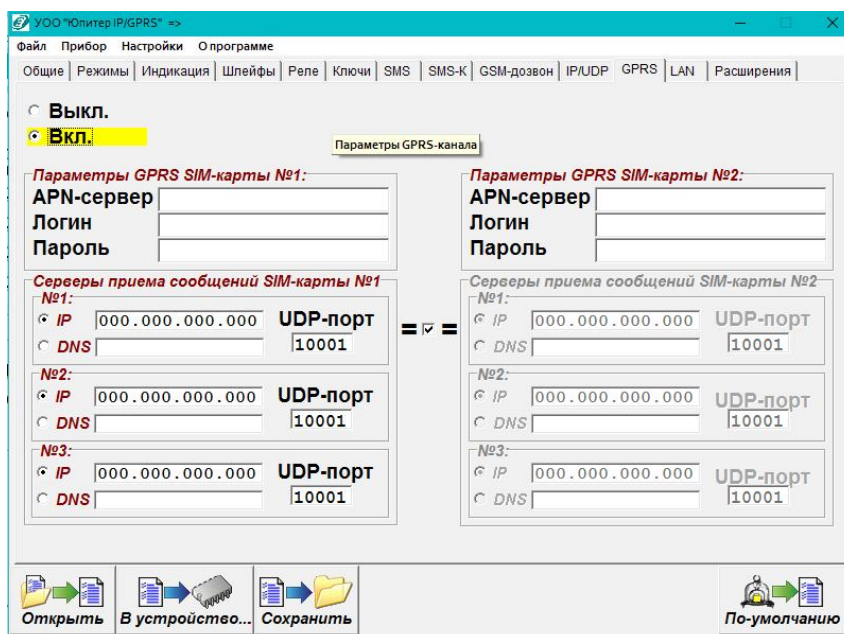 УОО "Юпитер IP/GPRS" =>
Файл Прибор Настройки О программе
Общие Режимы Индикация Шлейфы Реле Ключи SMS SMS-К GSM-дозвон IP/UDP GPRS LAN Расширения
Выкл.
Вкл.
Параметры GPRS-канала
Параметры GPRS SIM-карты №1:
APN-сервер
Логин
Пароль
Параметры GPRS SIM-карты №2:
APN-сервер
Логин
Пароль
Серверы приема сообщений SIM-карты №1
№1:
IP 000.000.000.000 UDP-порт
DNS 10001
№2:
IP 000.000.000.000 UDP-порт
DNS 10001
№3:
IP 000.000.000.000 UDP-порт
DNS 10001
= =
Серверы приема сообщений SIM-карты №2
№1:
IP 000.000.000.000 UDP-порт
DNS 10001
№2:
IP 000.000.000.000 UDP-порт
DNS 10001
№3:
IP 000.000.000.000 UDP-порт
DNS 10001
Открыть В устройство... Сохранить По-умолчанию